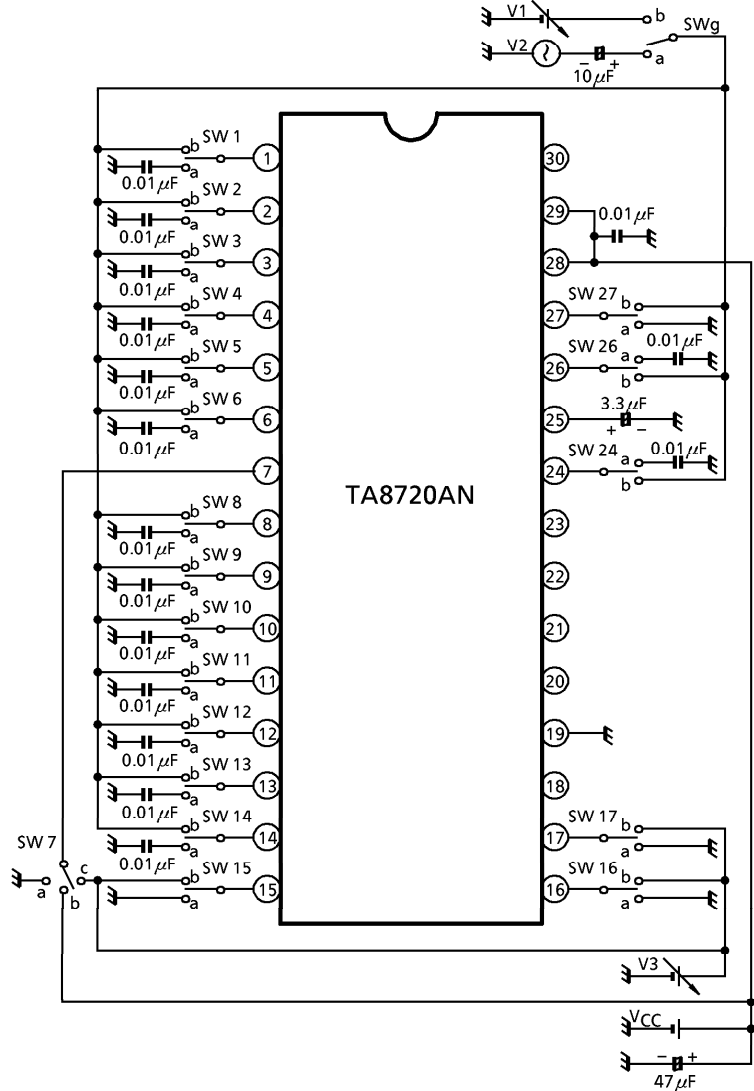 V1
b
SWg
V2
a
− +
10μF
b SW 1
a
0.01μF
1
30
b SW 2
a
0.01μF
2
29
0.01μF
b SW 3
a
0.01μF
3
28
b SW 4
a
0.01μF
4
27
SW 27 b
a
b SW 5
a
0.01μF
5
26
SW 26 a
b
0.01μF
b SW 6
a
0.01μF
6
25
3.3μF
+ −
7
24
SW 24 a
b
0.01μF
TA8720AN
b SW 8
a
0.01μF
8
23
b SW 9
a
0.01μF
9
22
b SW 10
a
0.01μF
10
21
b SW 11
a
0.01μF
11
20
b SW 12
a
0.01μF
12
19
b SW 13
a
0.01μF
13
18
b SW 14
a
0.01μF
14
17
SW 17 b
a
SW 7
a
b
c
b SW 15
a
15
16
SW 16 b
a
V3
VCC
− +
47μF